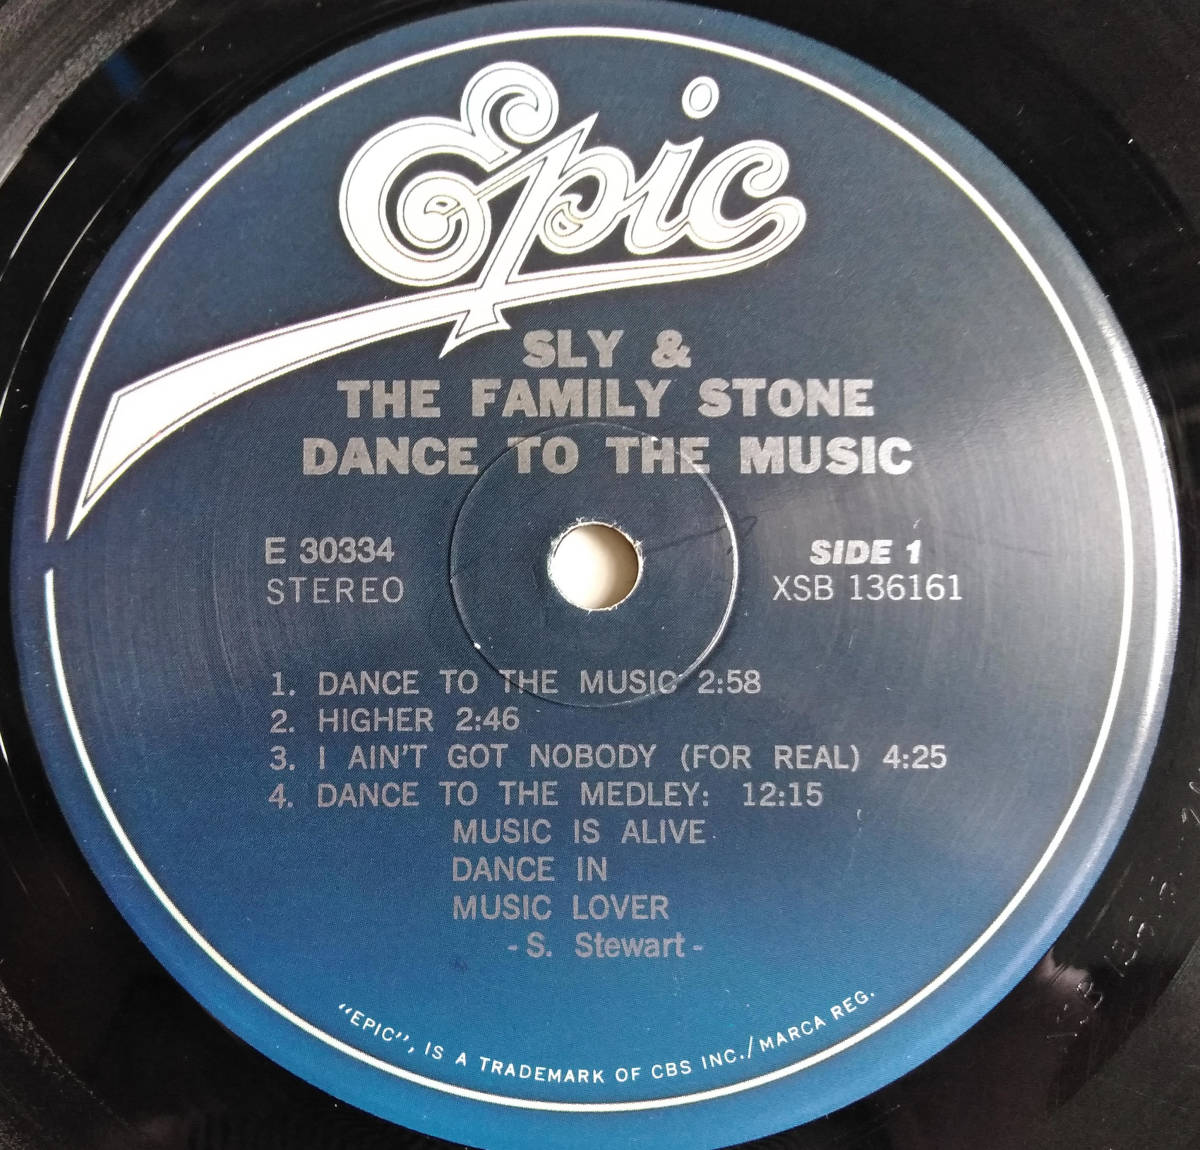 Epic
SLY &
THE FAMILY STONE
DANCE TO THE MUSIC
E 30334
STEREO
SIDE 1
XSB 136161
1. DANCE TO THE MUSIC 2:58
2. HIGHER 2:46
3. I AIN'T GOT NOBODY (FOR REAL) 4:25
4. DANCE TO THE MEDLEY: 12:15
MUSIC IS ALIVE
DANCE IN
MUSIC LOVER
- S. Stewart -
"EPIC", IS A TRADEMARK OF CBS INC./MARCA REG.